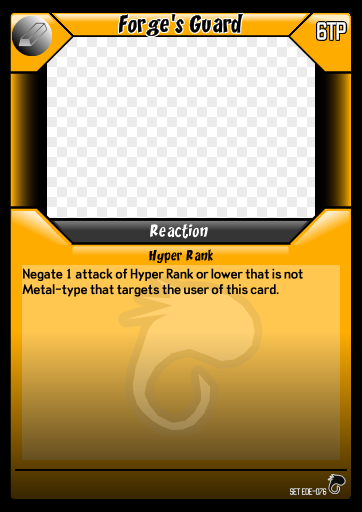 Forge's Guard
6TP
Reaction
Hyper Rank
Negate 1 attack of Hyper Rank or lower that is not
Metal-type that targets the user of this card.
SET EOE-076